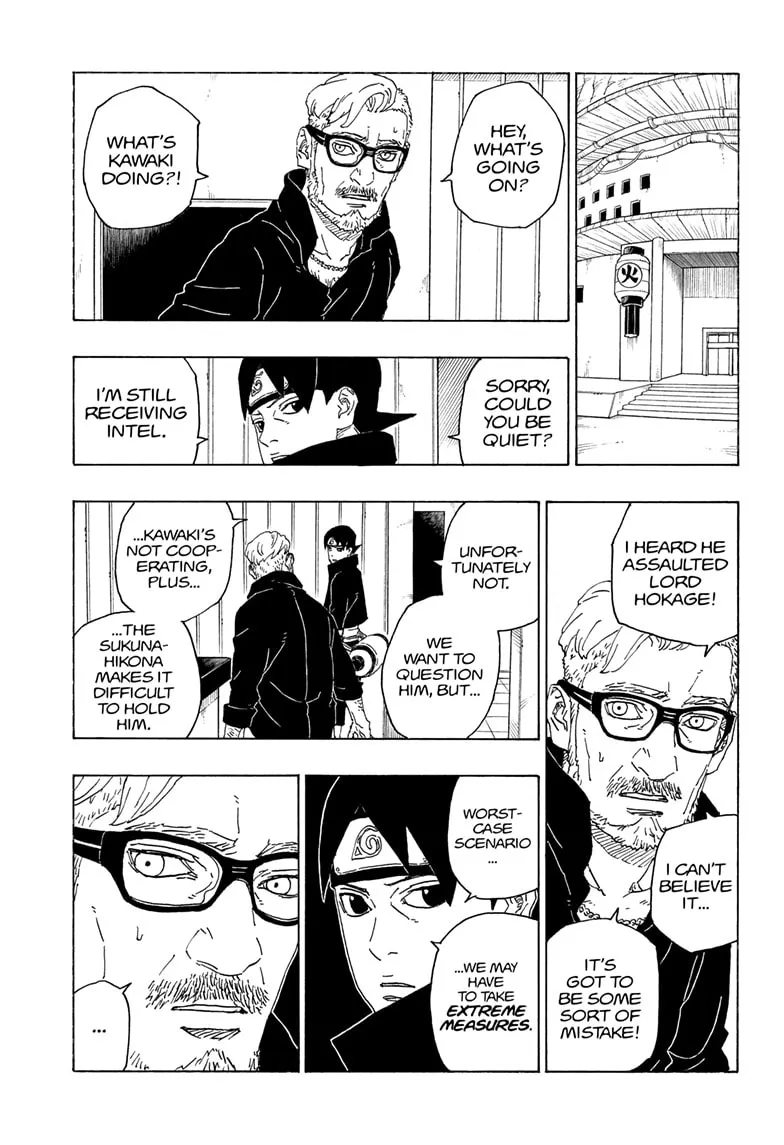 火
HEY,
WHAT'S
GOING
ON?
WHAT'S
KAWAKI
DOING?!
SORRY,
COULD
YOU BE
QUIET?
I'M STILL
RECEIVING
INTEL.
I HEARD HE
ASSAULTED
LORD
HOKAGE!
I CAN'T
BELIEVE
IT...
IT'S
GOT TO
BE SOME
SORT OF
MISTAKE!
UNFOR-
TUNATELY
NOT.
WE
WANT TO
QUESTION
HIM, BUT...
...KAWAKI'S
NOT COOP-
ERATING,
PLUS...
...THE
SUKUNA-
HIKONA
MAKES IT
DIFFICULT
TO HOLD
HIM.
WORST-
CASE
SCENARIO
...
...WE MAY
HAVE
TO TAKE
EXTREME
MEASURES.
...